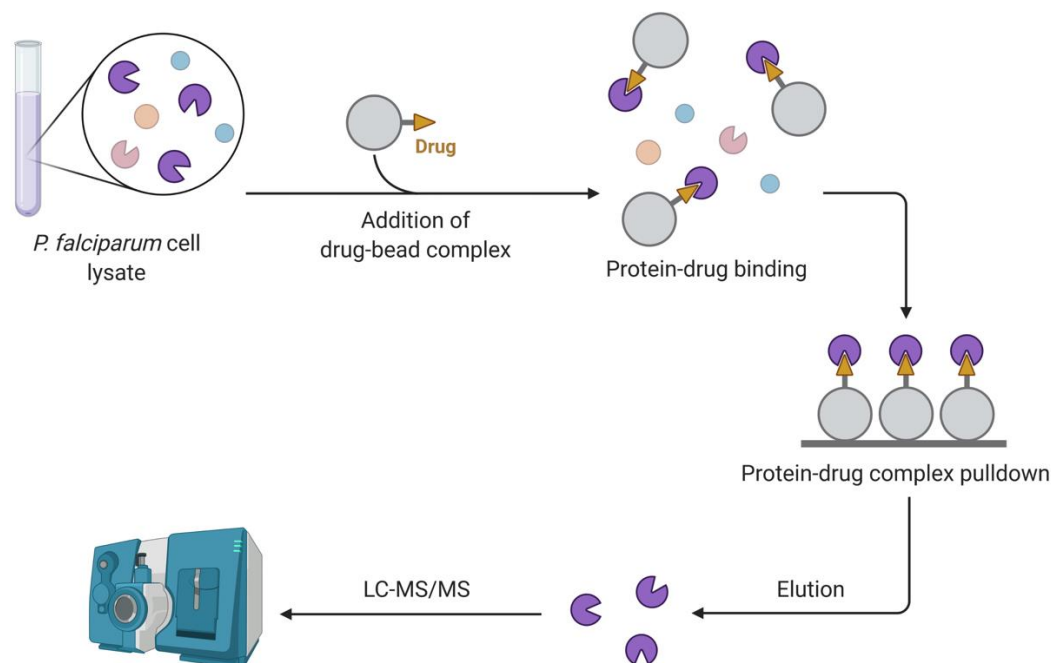 Drug
P. falciparum cell
lysate
Addition of
drug-bead complex
Protein-drug binding
Protein-drug complex pulldown
LC-MS/MS
Elution